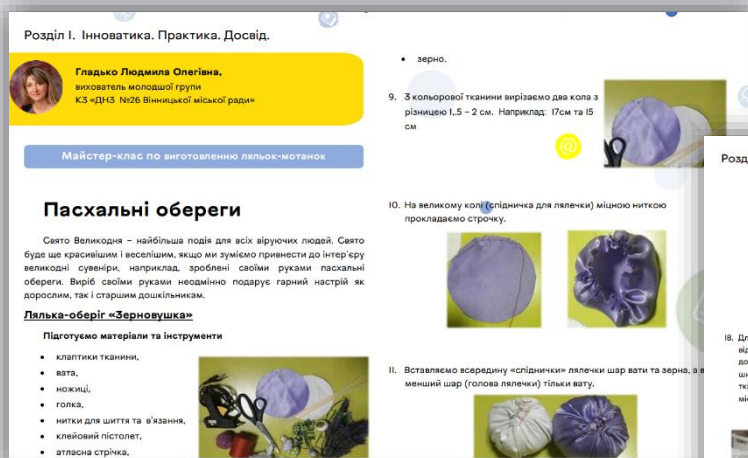 Розділ І. Інноватика. Практика. Досвід.
Гладько Людмила Олегівна,
вихователь молодшої групи
КЗ «ДНЗ №26 Вінницької міської ради»
Майстер-клас по виготовленню ляльок-мотанок
Пасхальні обереги
Свято Великодня – найбільша подія для всіх віруючих людей. Свято
буде ще красивішим і веселішим, якщо ми зуміємо привнести до інтер'єру
великодні сувеніри, наприклад, зроблені своїми руками пасхальні
обереги. Виріб своїми руками неодмінно подарує гарний настрій як
дорослим, так і старшим дошкільникам.
Лялька-оберіг «Зерновушка»
Підготуємо матеріали та інструменти
• клаптики тканини,
• вата,
• ножиці,
• голка,
• нитки для шиття та в'язання,
• клейовий пістолет,
• атласна стрічка,
• зерно.
9. З кольорової тканини вирізаємо два кола з
різницею 1,.5 – 2 см. Наприклад: 17см та 15
см
10. На великому колі (спідничка для лялечки) міцною ниткою
прокладаємо строчку.
11. Вставляємо всередину «спіднички» лялечки шар вати та зерна, а в
менший шар (голова лялечки) тільки вату.
Розд
18. Дл
від
до
шн
тка
міс